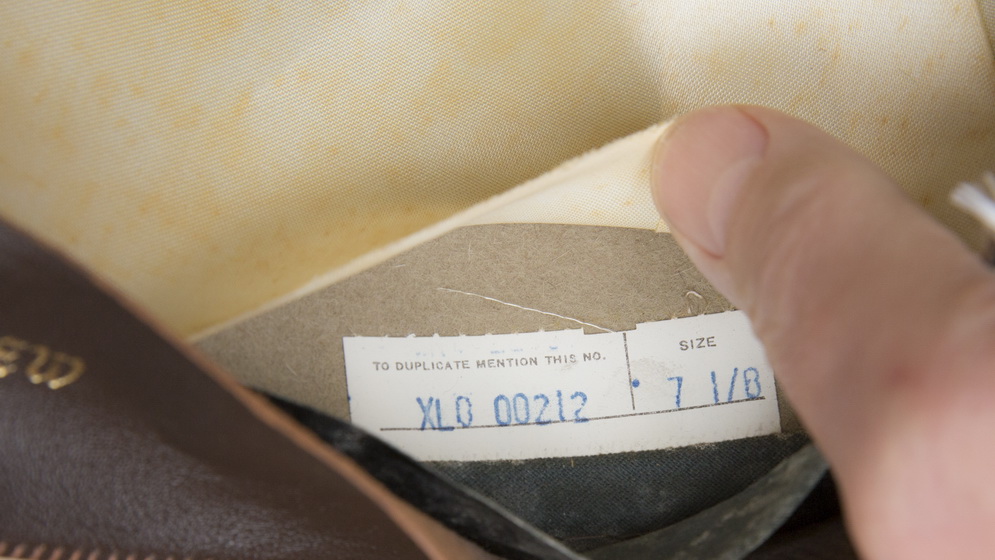 TO DUPLICATE MENTION THIS NO.
SIZE
XLO 00212
7 1/8